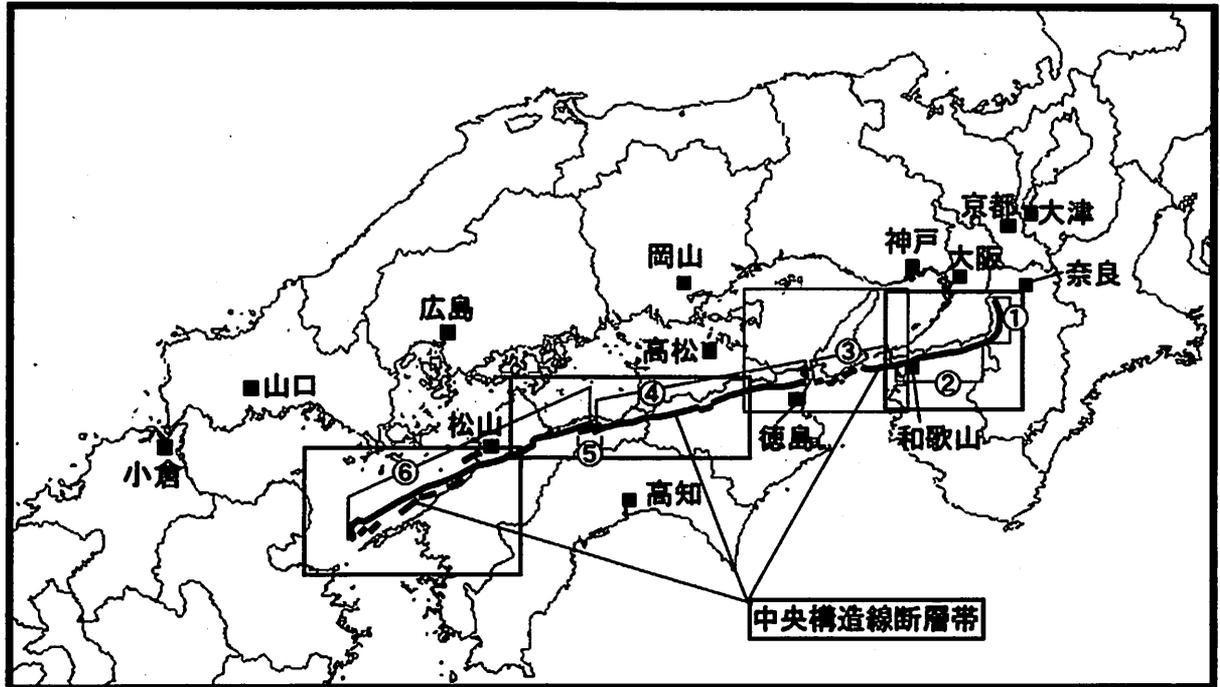 京都
大津
神戸
大阪
奈良
岡山
広島
①
高松
③
山口
④
②
松山
徳島
和歌山
⑤
小倉
⑥
高知
中央構造線断層帯